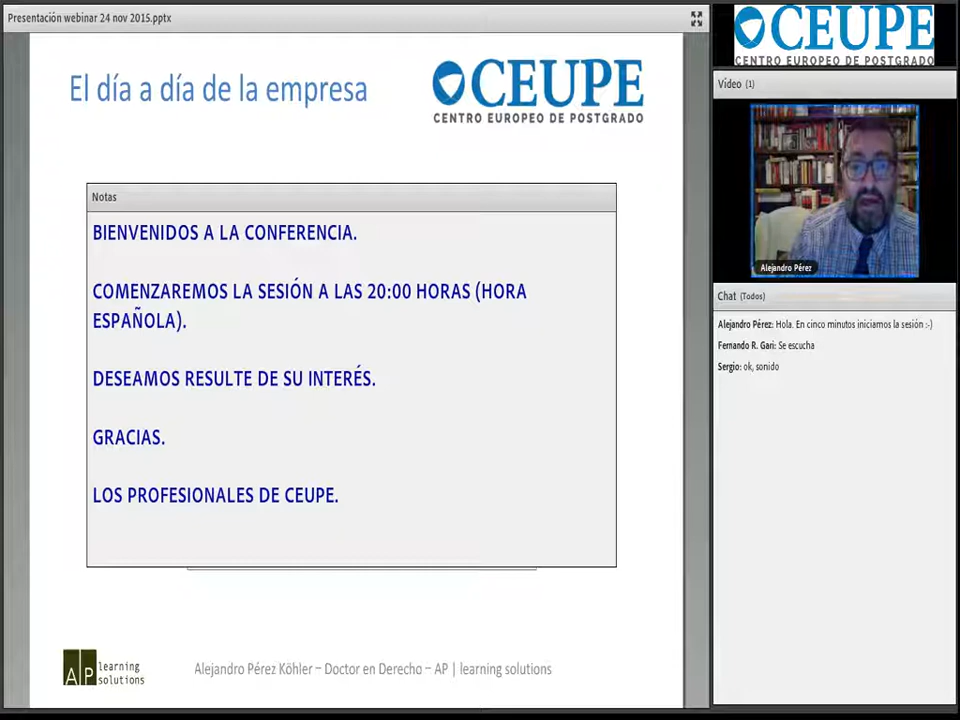 Presentación webinar 24 nov 2015.pptx
El día a día de la empresa
CEUPE
CENTRO EUROPEO DE POSTGRADO
Notas
BIENVENIDOS A LA CONFERENCIA.
COMENZAREMOS LA SESIÓN A LAS 20:00 HORAS (HORA
ESPAÑOLA).
DESEAMOS RESULTE DE SU INTERÉS.
GRACIAS.
LOS PROFESIONALES DE CEUPE.
AP learning
solutions
Alejandro Pérez Köhler – Doctor en Derecho – AP | learning solutions
CEUPE
CENTRO EUROPEO DE POSTGRADO
Vídeo (1)
Alejandro Pérez
Chat (Todos)
Alejandro Pérez: Hola. En cinco minutos iniciamos la sesión :-)
Fernando R. Gari: Se escucha
Sergio: ok, sonido